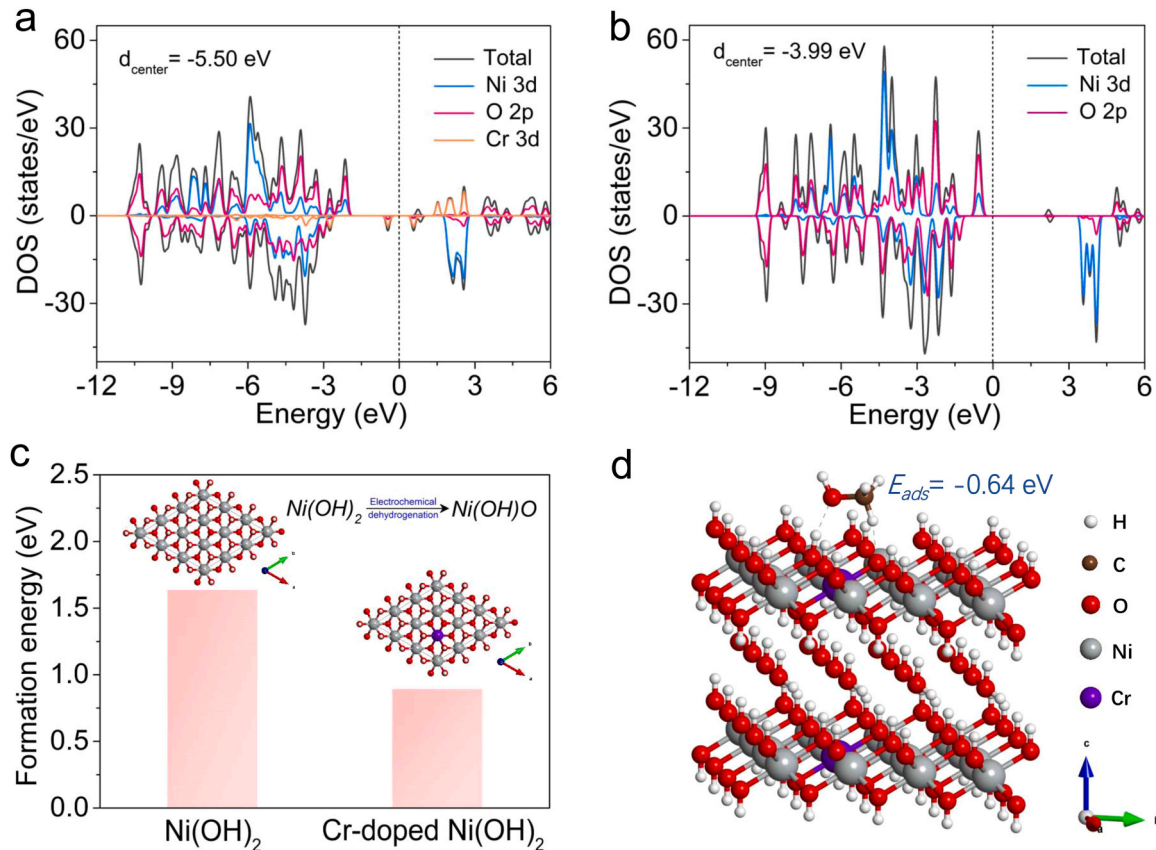 a
d_center = -5.50 eV
Total
Ni 3d
O 2p
Cr 3d
60
30
0
-30
DOS (states/eV)
-12 -9 -6 -3 0 3 6
Energy (eV)
b
d_center = -3.99 eV
Total
Ni 3d
O 2p
60
30
0
-30
DOS (states/eV)
-12 -9 -6 -3 0 3 6
Energy (eV)
c
2.5
2.0
1.5
1.0
0.5
0.0
Formation energy (eV)
Ni(OH)₂ Electrochemical dehydrogenation Ni(OH)O
b
a
b
a
Ni(OH)₂ Cr-doped Ni(OH)₂
d
E_ads = -0.64 eV
H
C
O
Ni
Cr
c
a